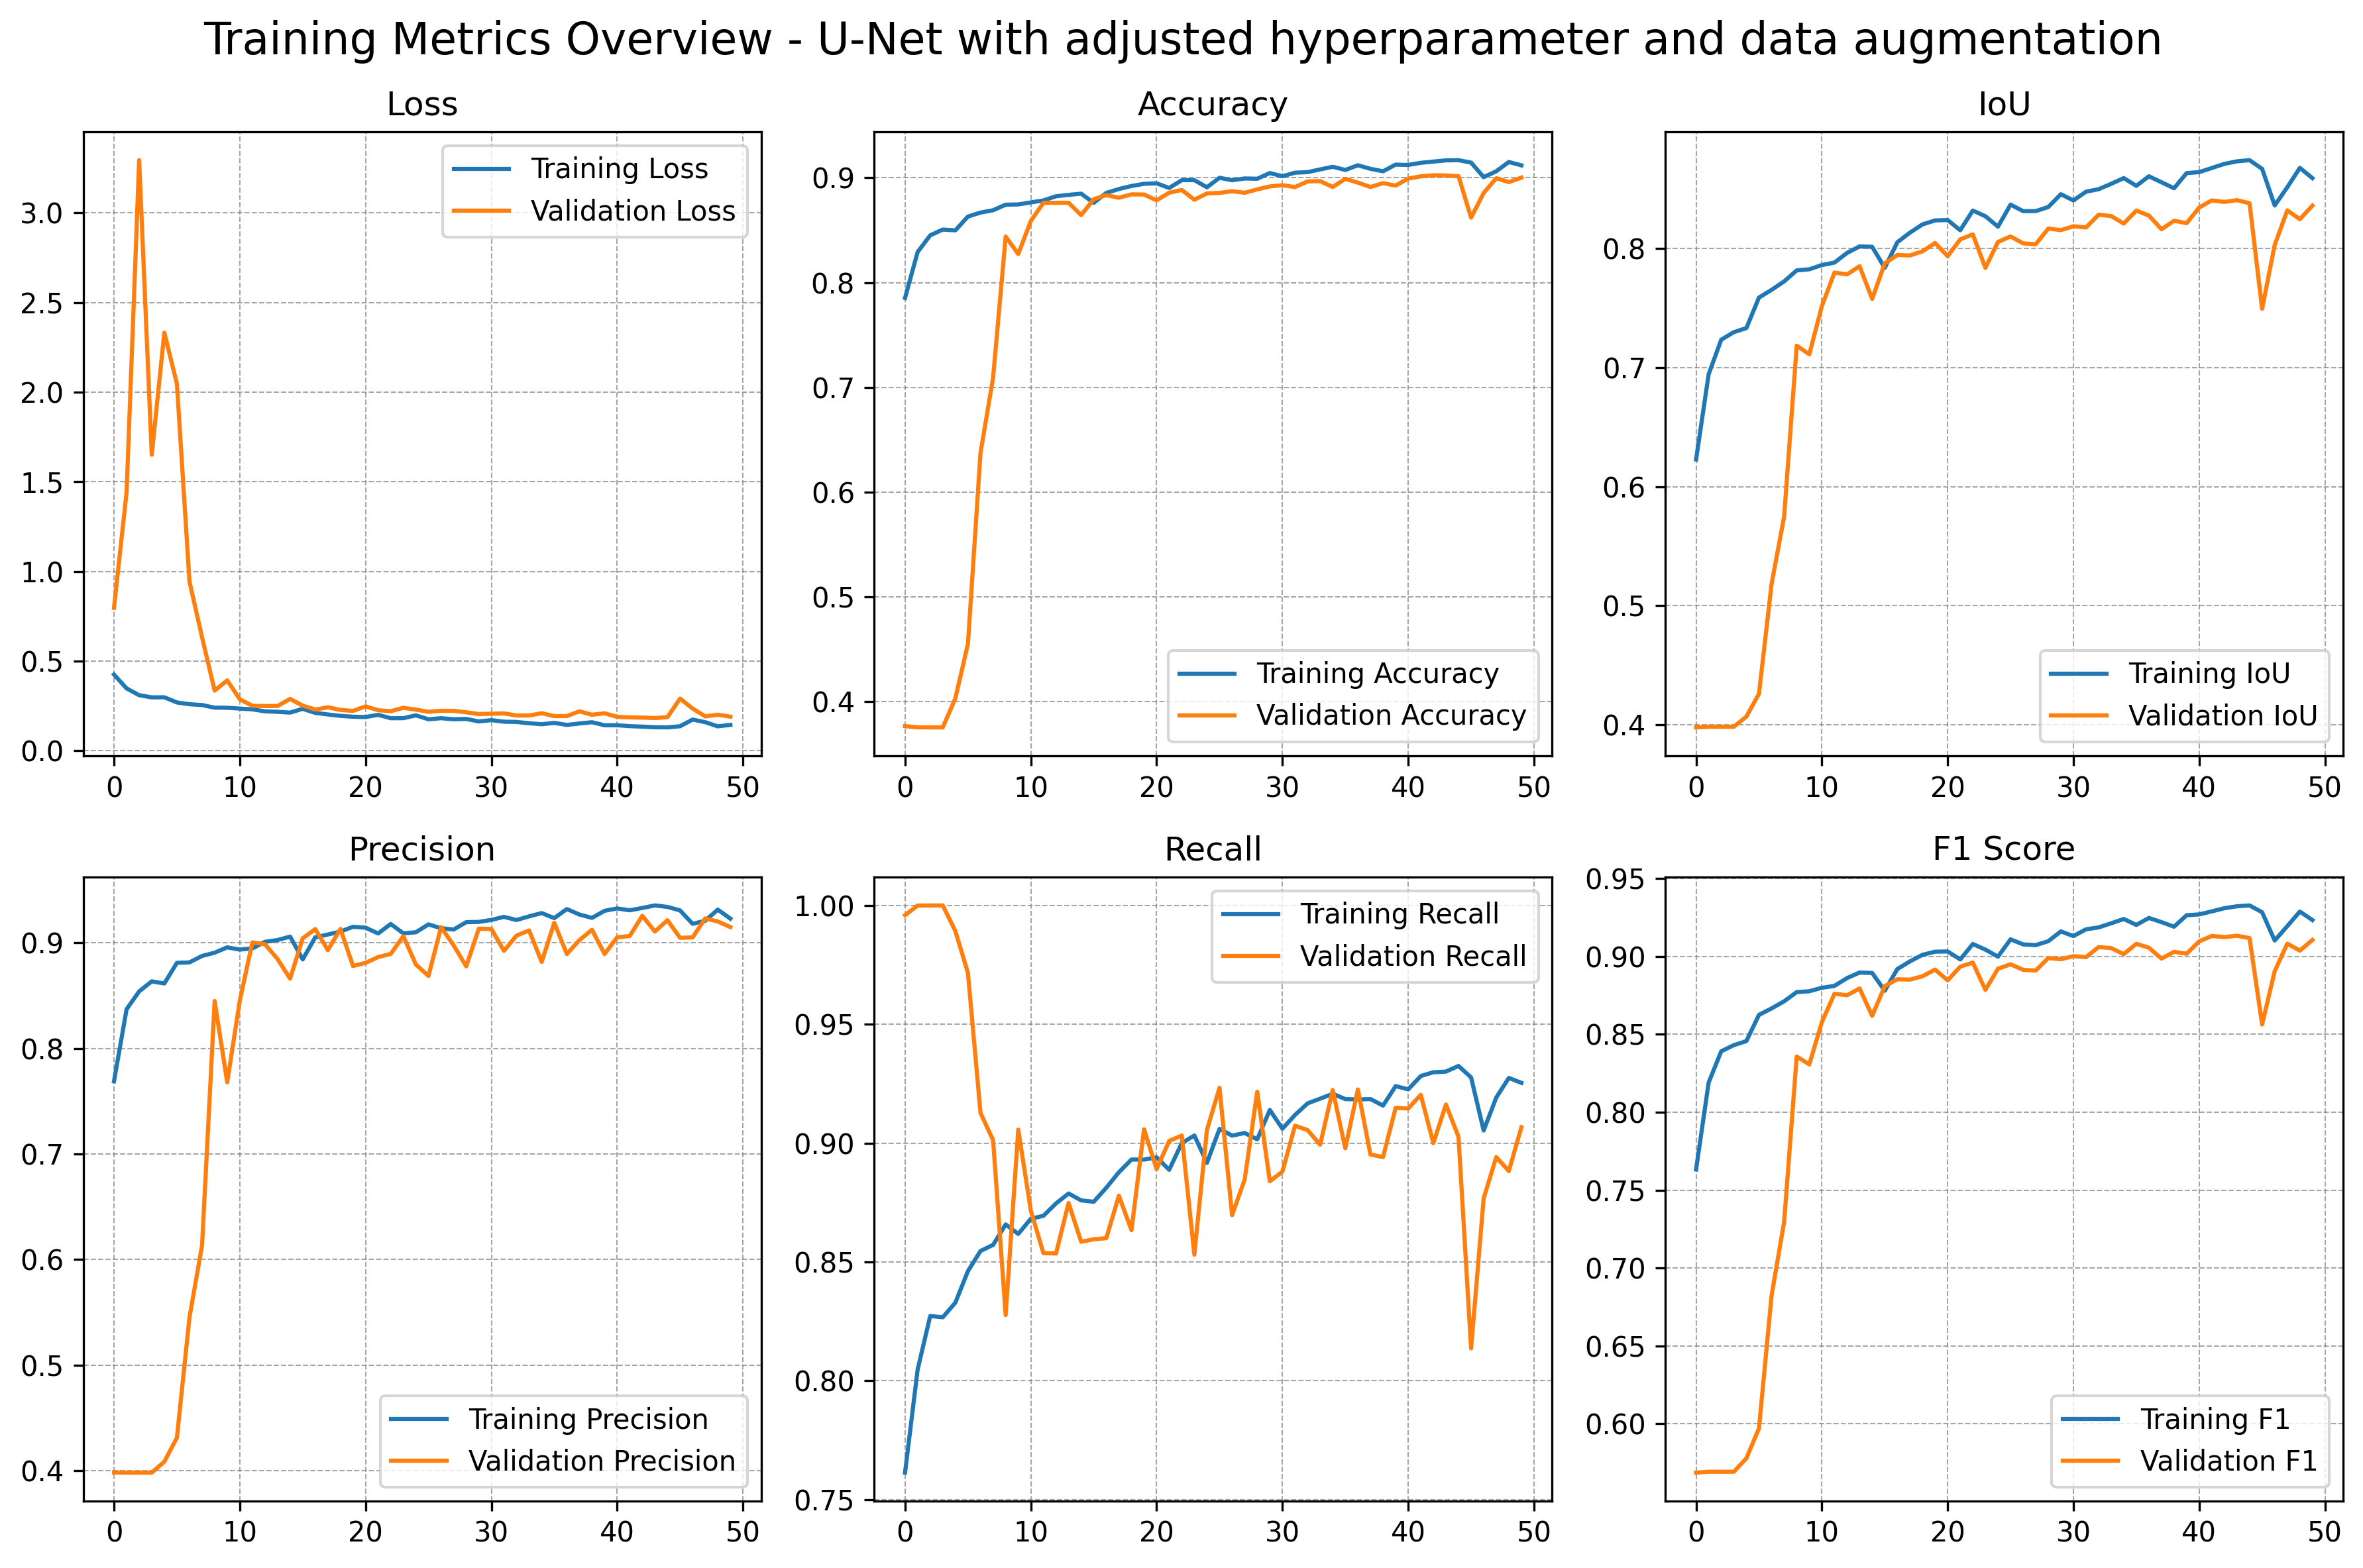 Training Metrics Overview - U-Net with adjusted hyperparameter and data augmentation
Loss
Training Loss
Validation Loss
3.0
2.5
2.0
1.5
1.0
0.5
0.0
0 10 20 30 40 50
Accuracy
0.9
0.8
0.7
0.6
0.5
0.4
Training Accuracy
Validation Accuracy
0 10 20 30 40 50
IoU
0.8
0.7
0.6
0.5
0.4
Training IoU
Validation IoU
0 10 20 30 40 50
Precision
0.9
0.8
0.7
0.6
0.5
0.4
Training Precision
Validation Precision
0 10 20 30 40 50
Recall
Training Recall
Validation Recall
1.00
0.95
0.90
0.85
0.80
0.75
0 10 20 30 40 50
F1 Score
0.95
0.90
0.85
0.80
0.75
0.70
0.65
0.60
Training F1
Validation F1
0 10 20 30 40 50